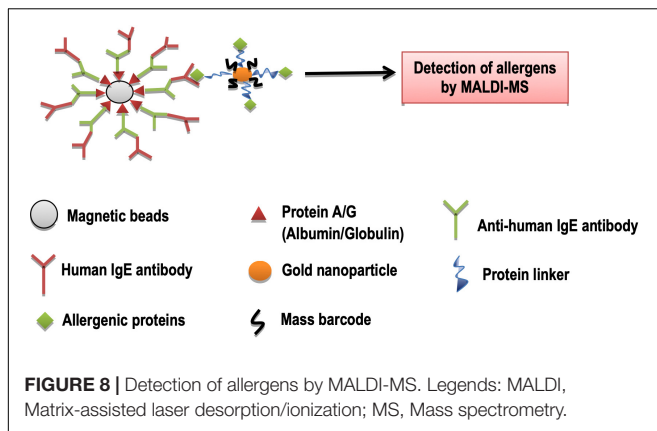 Detection of allergens
by MALDI-MS
Magnetic beads
Protein A/G
(Albumin/Globulin)
Anti-human IgE antibody
Human IgE antibody
Gold nanoparticle
Protein linker
Allergenic proteins
Mass barcode
FIGURE 8 | Detection of allergens by MALDI-MS. Legends: MALDI,
Matrix-assisted laser desorption/ionization; MS, Mass spectrometry.